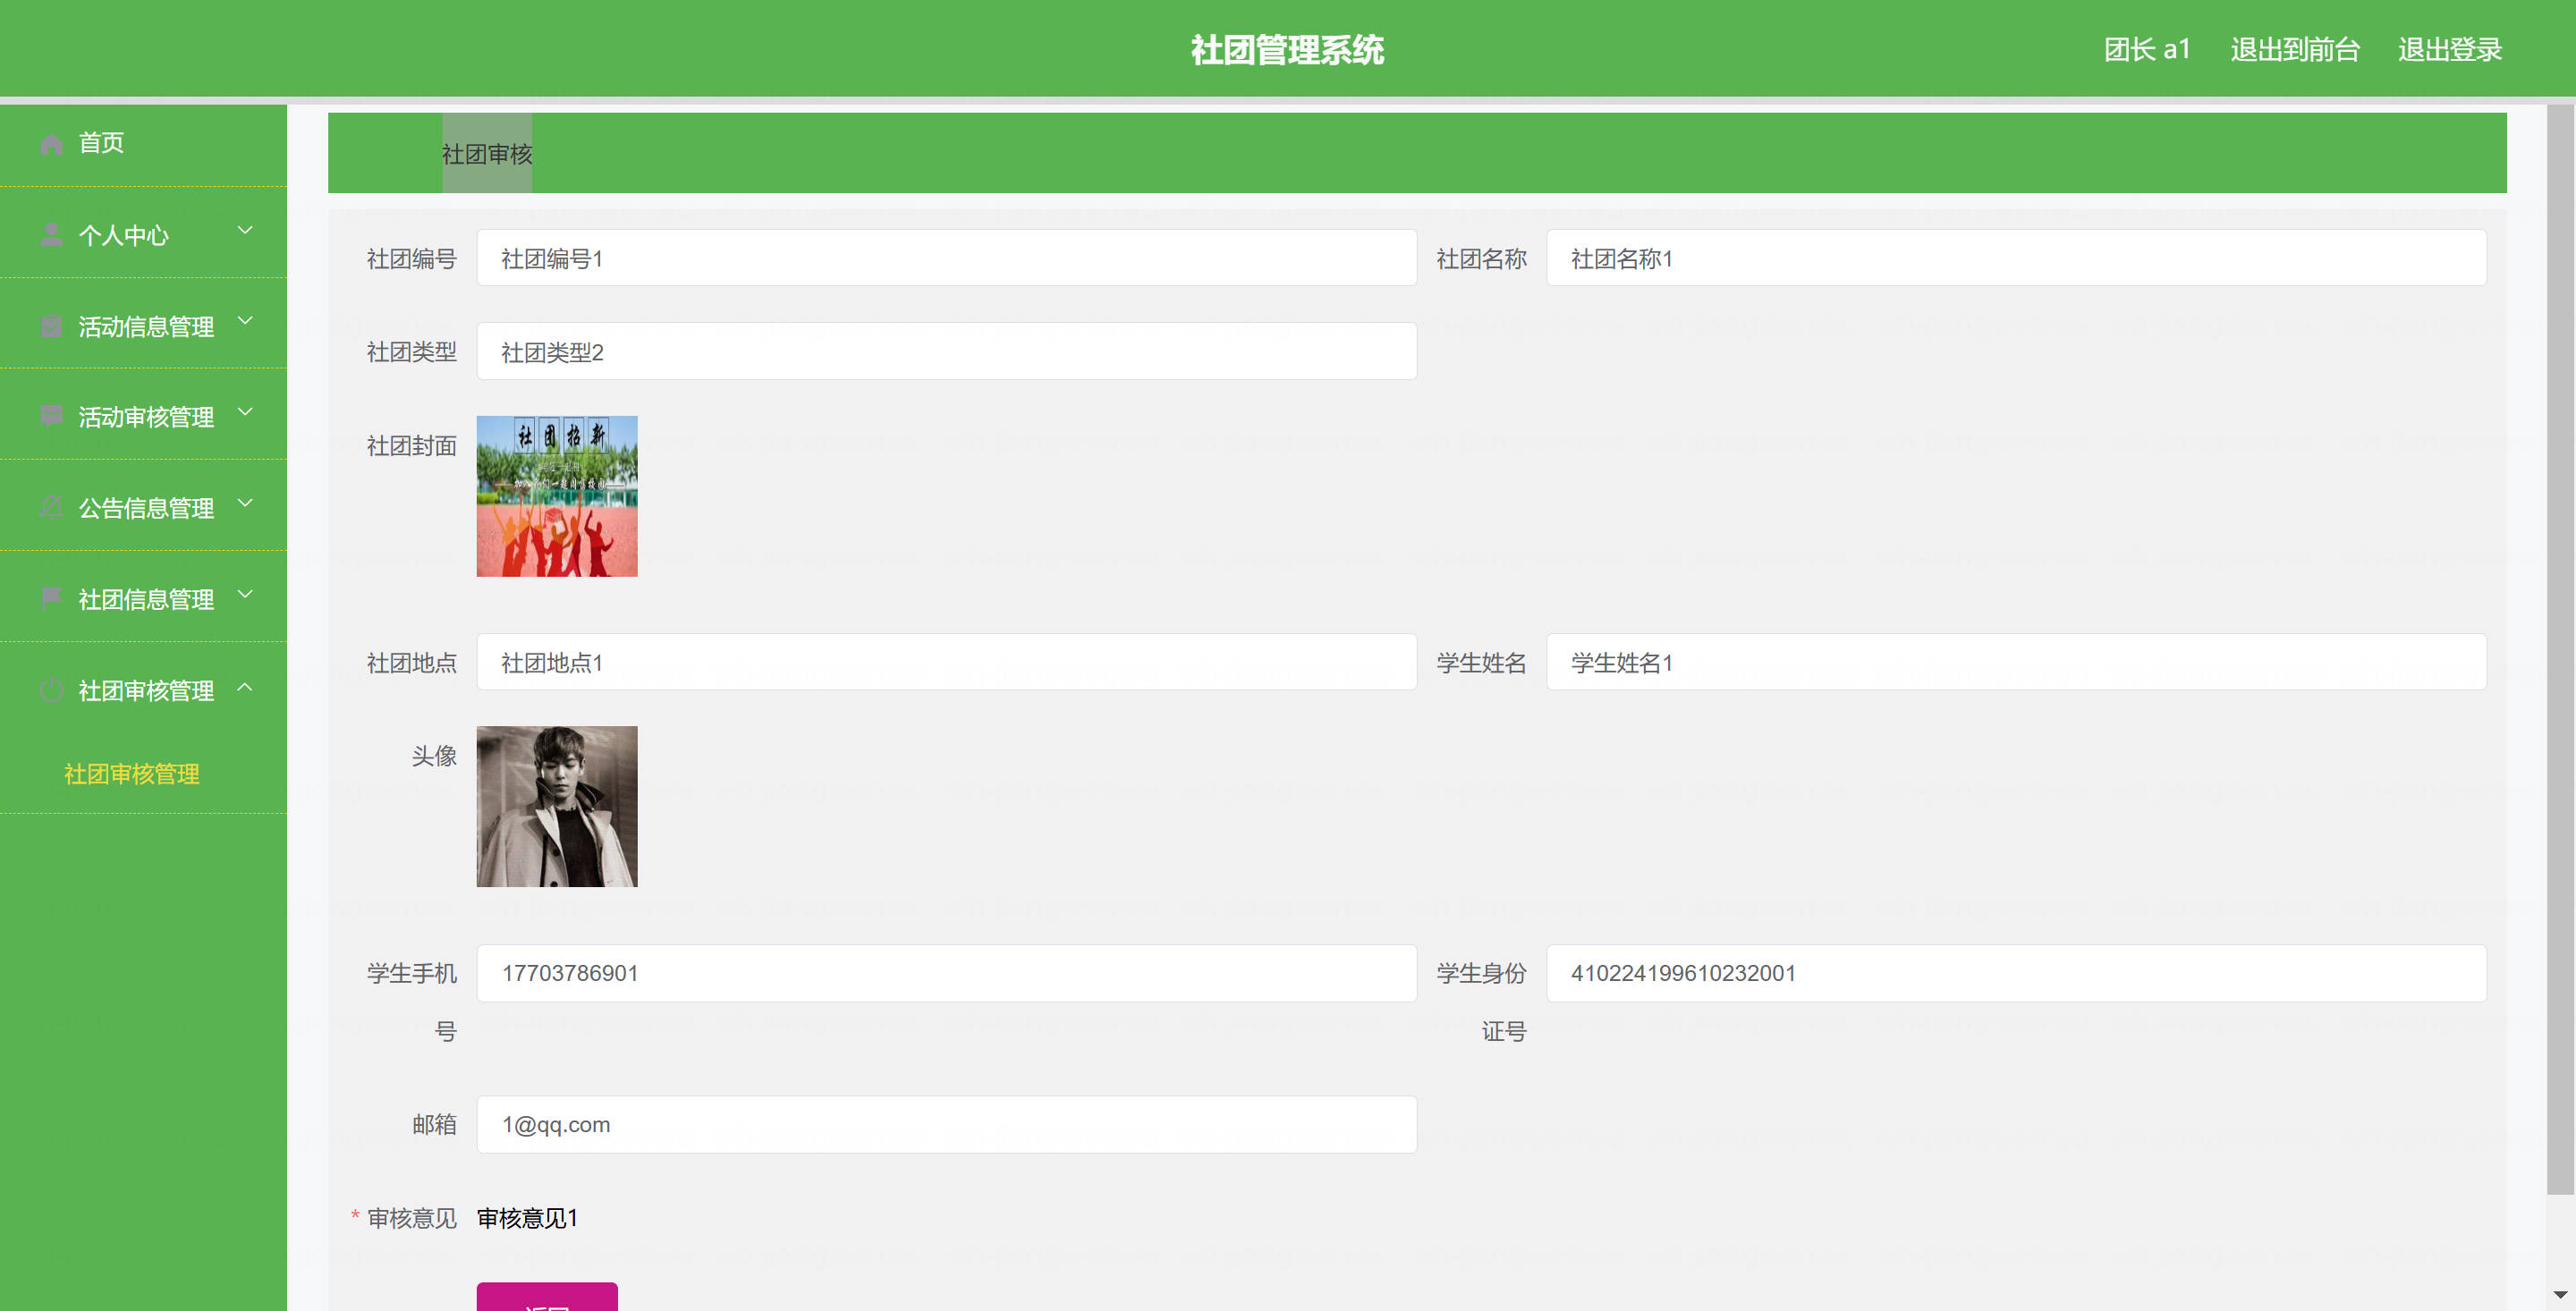 社团管理系统
团长 a1 退出到前台 退出登录
首页
个人中心
活动信息管理
活动审核管理
公告信息管理
社团信息管理
社团审核管理
社团审核管理
社团审核
社团编号 社团编号1 社团名称 社团名称1
社团类型 社团类型2
社团封面
社团招新
社团地点 社团地点1 学生姓名 学生姓名1
头像
学生手机号 17703786901 学生身份证号 410224199610232001
邮箱 1@qq.com
* 审核意见 审核意见1
返回